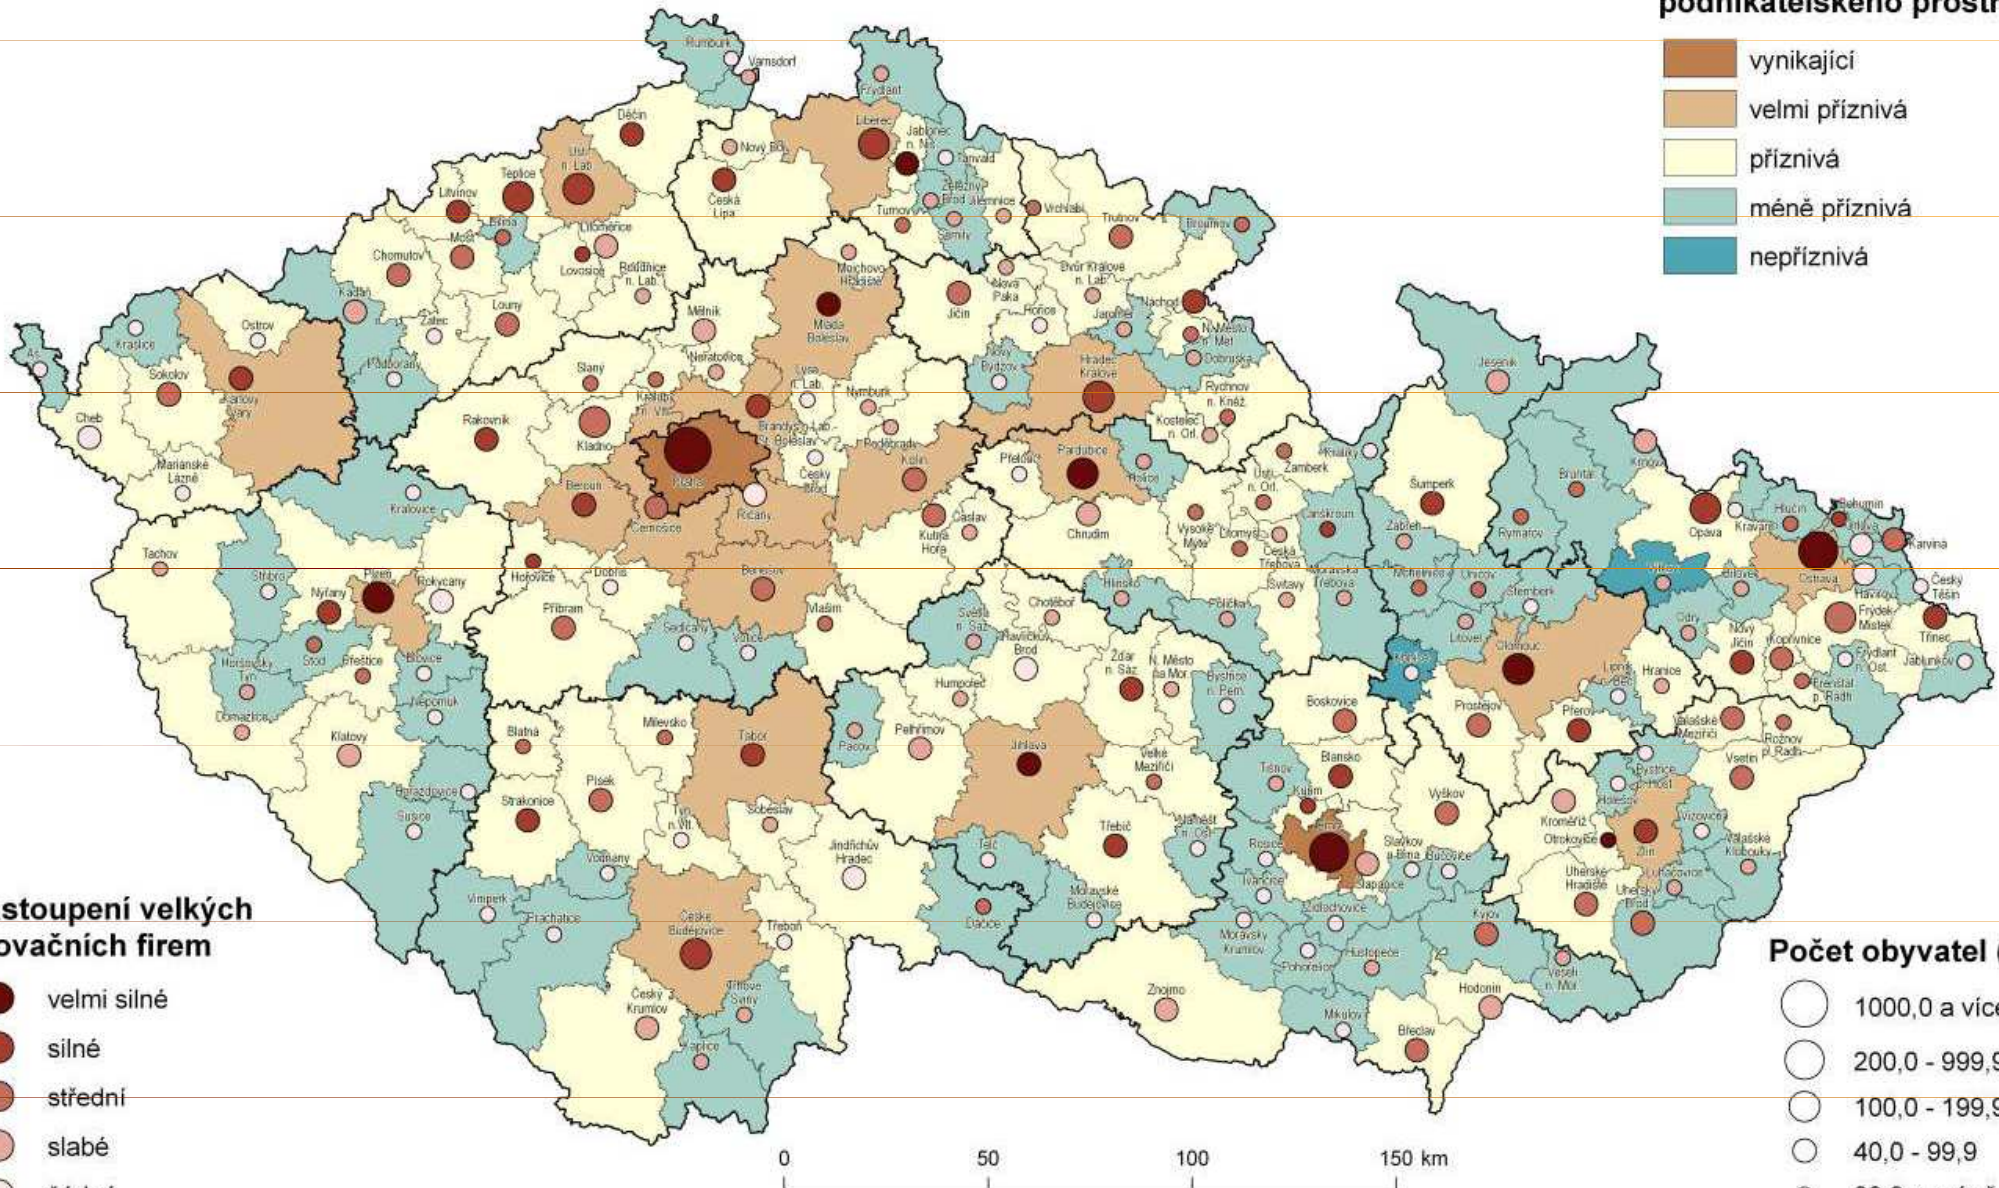 podnikatelského prostř
vynikající
velmi příznivá
příznivá
méně příznivá
nepříznivá
Rumburk
Varnsdorf
Frýdlant
Děčín
Liberec
Jablonec
n. Nis.
Nový Bor
Tanvald
Ústí
n. Lab.
Teplice
Litvínov
Česká
Lípa
Železný
Brod
Jilemnice
Turnov
Semily
Vrchlabí
Trutnov
Broumov
Bílina
Most
Litoměřice
Lovosice
Roudnice
n. Lab.
Chomutov
Mnichovo
Hradiště
Nová
Paka
Dvůr Králové
n. Lab.
Kadaň
Louny
Žatec
Mělník
Mladá
Boleslav
Jičín
Hořice
Jaroměř
Náchod
N. Město
n. Met.
Dobruška
Kraslice
Ostrov
Aš
Sokolov
Karlovy
Vary
Podbořany
Slaný
Neratovice
Kralupy
n. Vlt.
Lysá
n. Lab.
Nymburk
Nový
Bydžov
Hradec
Králové
Rychnov
n. Kněž.
Kostelec
n. Orl.
Jeseník
Cheb
Mariánské
Lázně
Rakovník
Kladno
Brandýs n. Lab.-
St. Boleslav
Poděbrady
Praha
Český
Brod
Kolín
Přelouč
Pardubice
Holice
Ústí
n. Orl.
Žamberk
Králíky
Šumperk
Bruntál
Krnov
Kralovice
Beroun
Černošice
Říčany
Kutná
Hora
Čáslav
Chrudim
Vysoké
Mýto
Litomyšl
Česká
Třebová
Lanškroun
Zábřeh
Rýmařov
Opava
Kravaře
Hlučín
Bohumín
Orlová
Karviná
Tachov
Stříbro
Nýřany
Plzeň
Rokycany
Hořovice
Dobříš
Benešov
Příbram
Vlašim
Hlinsko
Polička
Svitavy
Moravská
Třebová
Mohelnice
Uničov
Šternberk
Litovel
Vítkov
Bílovec
Ostrava
Havířov
Český
Těšín
Frýdek-
Místek
Třinec
Horšovský
Týn
Stod
Přeštice
Blovice
Sedlčany
Votice
Světlá
n. Sáz.
Chotěboř
Havlíčkův
Brod
Žďár
n. Sáz.
N. Město
na Mor.
Bystřice
n. Pern.
Konice
Olomouc
Lipník
n. Beč.
Hranice
Odry
Nový
Jičín
Kopřivnice
Frýdlant
n. Ost.
Jablunkov
Frenštát
p. Radh.
Domažlice
Klatovy
Nepomuk
Blatná
Milevsko
Tábor
Pacov
Humpolec
Pelhřimov
Jihlava
Velké
Meziříčí
Boskovice
Prostějov
Přerov
Valašské
Meziříčí
Rožnov
p. Radh.
Horažďovice
Sušice
Strakonice
Písek
Týn
n. Vlt.
Soběslav
Jindřichův
Hradec
Telč
Třebíč
Náměšť
n. Osl.
Tišnov
Blansko
Kuřim
Vyškov
Kroměříž
Bystřice
p. Host.
Holešov
Vsetín
Otrokovice
Zlín
Vizovice
Valašské
Klobouky
Brno
Šlapanice
Slavkov
u Brna
Bučovice
Rosice
Ivančice
Vodňany
Vimperk
Prachatice
České
Budějovice
Třeboň
Dačice
Moravské
Budějovice
Moravský
Krumlov
Židlochovice
Pohořelice
Hustopeče
Kyjov
Uherské
Hradiště
Uherský
Brod
Luhačovice
Český
Krumlov
Trhové
Sviny
Kaplice
Znojmo
Mikulov
Břeclav
Hodonín
Veselí
n. Mor.
stoupení velkých
ovačních firem
velmi silné
silné
střední
slabé
Počet obyvatel (
1000,0 a více
200,0 - 999,9
100,0 - 199,9
40,0 - 99,9
0
50
100
150 km